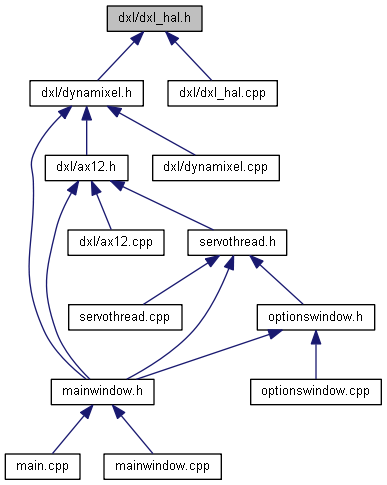 dxl/dxl_hal.h
dxl/dynamixel.h
dxl/dxl_hal.cpp
dxl/ax12.h
dxl/dynamixel.cpp
dxl/ax12.cpp
servothread.h
servothread.cpp
optionswindow.h
mainwindow.h
optionswindow.cpp
main.cpp
mainwindow.cpp